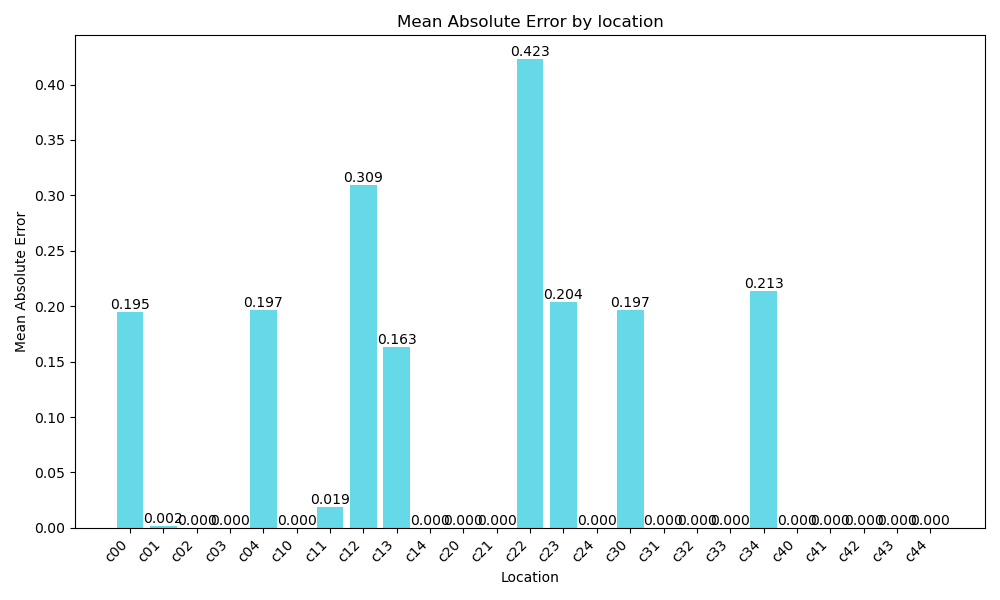 Mean Absolute Error by location
Mean Absolute Error
0.40
0.35
0.30
0.25
0.20
0.15
0.10
0.05
0.00
0.195
0.002
0.000
0.000
0.197
0.000
0.019
0.309
0.163
0.000
0.000
0.000
0.423
0.204
0.000
0.197
0.000
0.000
0.000
0.213
0.000
0.000
0.000
0.000
0.000
c00
c01
c02
c03
c04
c10
c11
c12
c13
c14
c20
c21
c22
c23
c24
c30
c31
c32
c33
c34
c40
c41
c42
c43
c44
Location